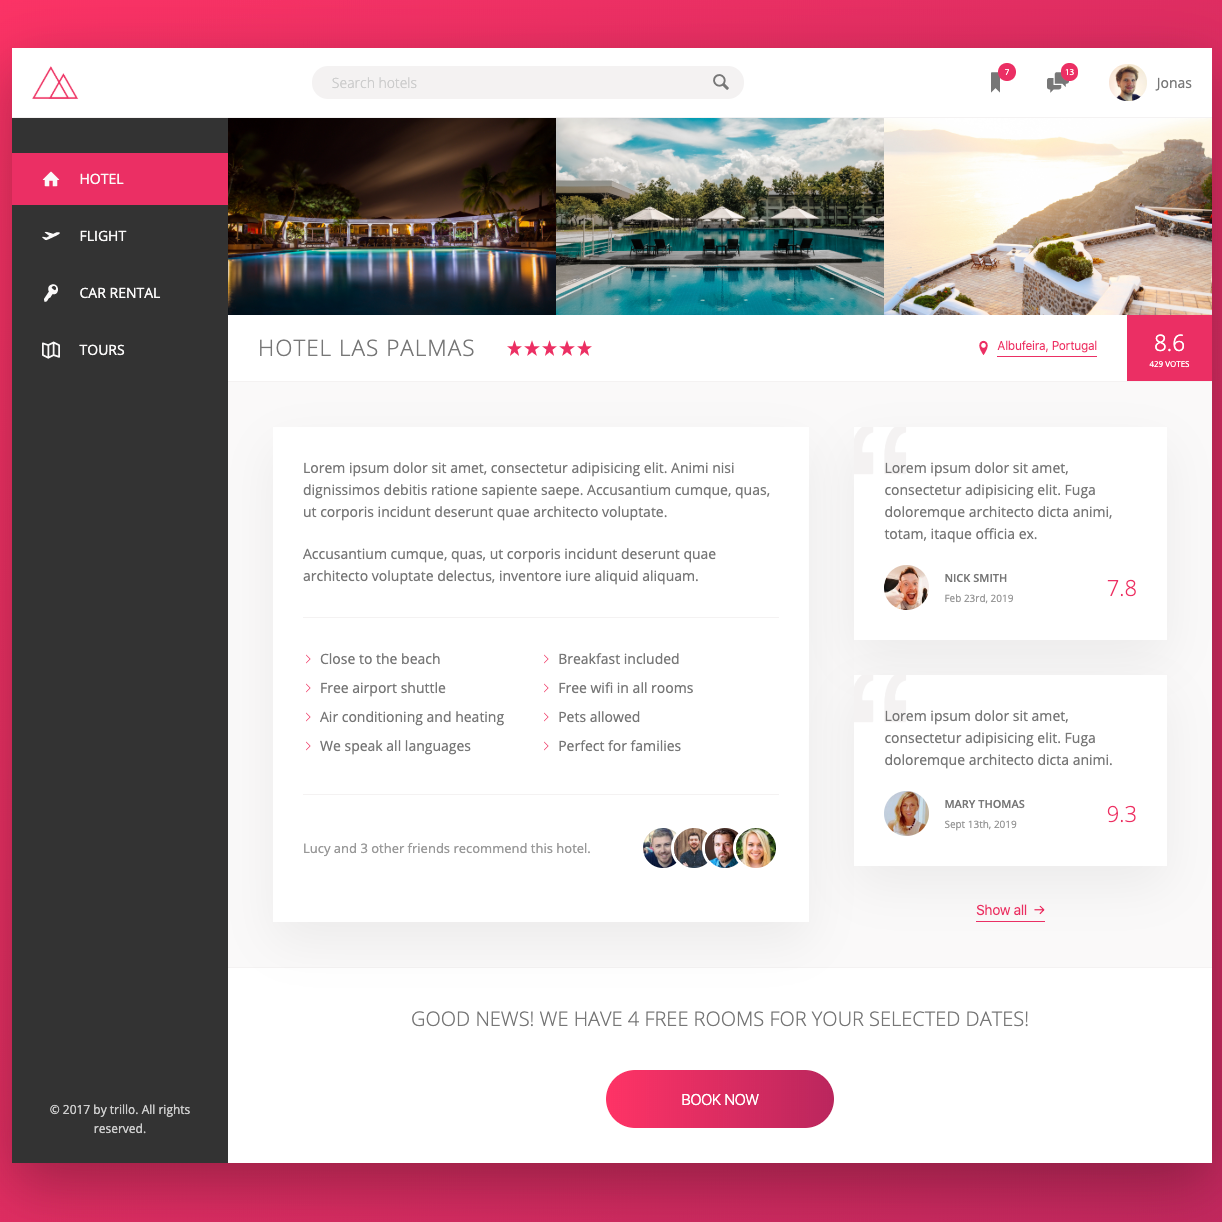 Search hotels
7
13
Jonas
HOTEL
FLIGHT
CAR RENTAL
TOURS
© 2017 by trillo. All rights
reserved.
HOTEL LAS PALMAS
Albufeira, Portugal
8.6
429 VOTES
Lorem ipsum dolor sit amet, consectetur adipisicing elit. Animi nisi
dignissimos debitis ratione sapiente saepe. Accusantium cumque, quas,
ut corporis incidunt deserunt quae architecto voluptate.
Accusantium cumque, quas, ut corporis incidunt deserunt quae
architecto voluptate delectus, inventore iure aliquid aliquam.
Close to the beach
Free airport shuttle
Air conditioning and heating
We speak all languages
Breakfast included
Free wifi in all rooms
Pets allowed
Perfect for families
Lucy and 3 other friends recommend this hotel.
“
Lorem ipsum dolor sit amet,
consectetur adipisicing elit. Fuga
doloremque architecto dicta animi,
totam, itaque officia ex.
NICK SMITH
Feb 23rd, 2019
7.8
“
Lorem ipsum dolor sit amet,
consectetur adipisicing elit. Fuga
doloremque architecto dicta animi.
MARY THOMAS
Sept 13th, 2019
9.3
Show all →
GOOD NEWS! WE HAVE 4 FREE ROOMS FOR YOUR SELECTED DATES!
BOOK NOW